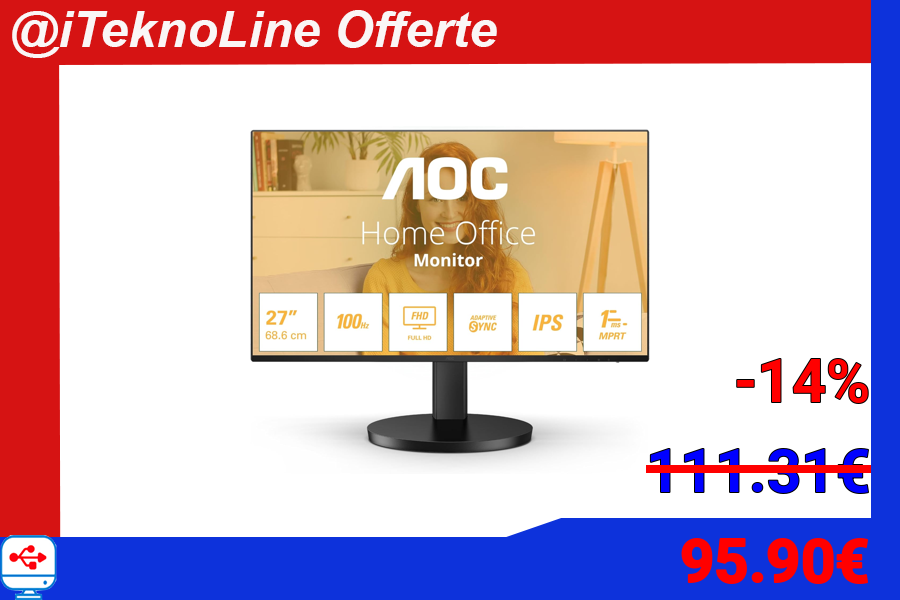 @iTeknoLine Offerte
AOC
Home Office
Monitor
27”
68.6 cm
100Hz
FHD
FULL HD
ADAPTIVE
SYNC
IPS
1ms
MPRT
-14%
111.31€
95.90€